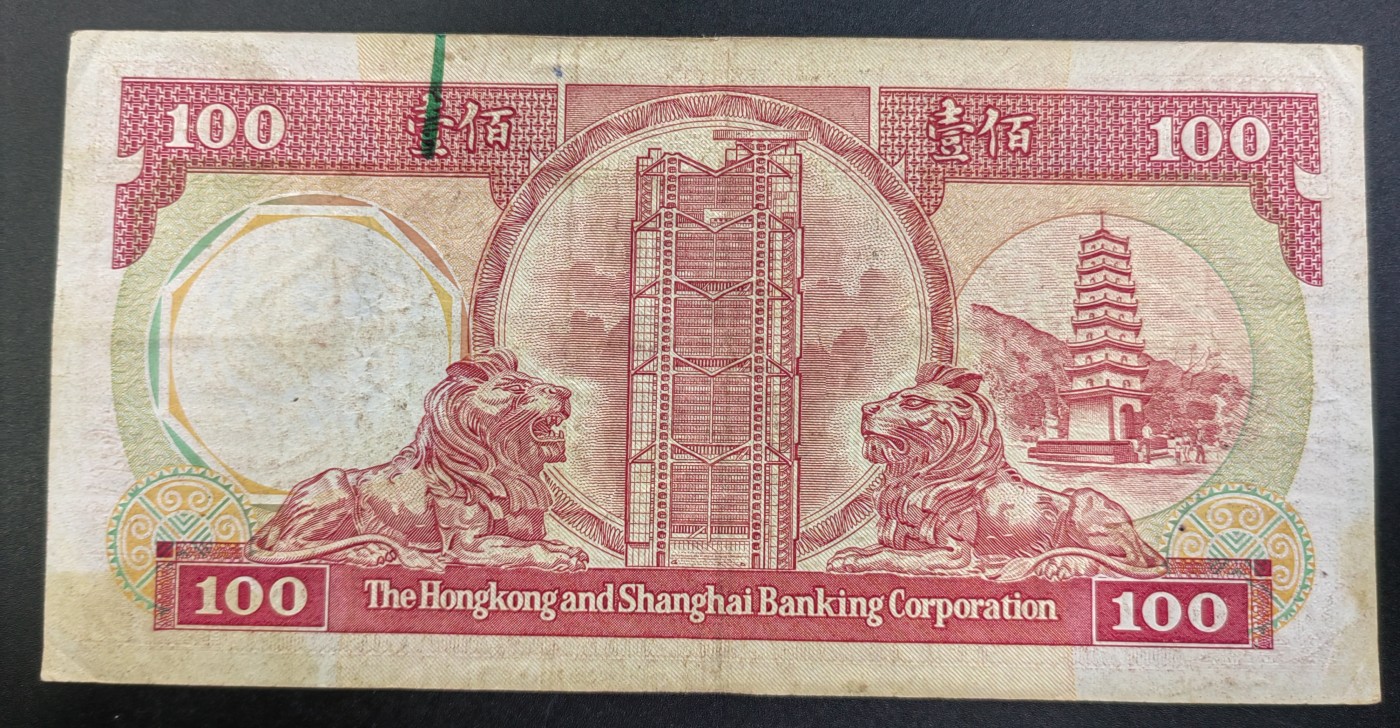 100 壹佰 壹佰 100
100 The Hongkong and Shanghai Banking Corporation 100